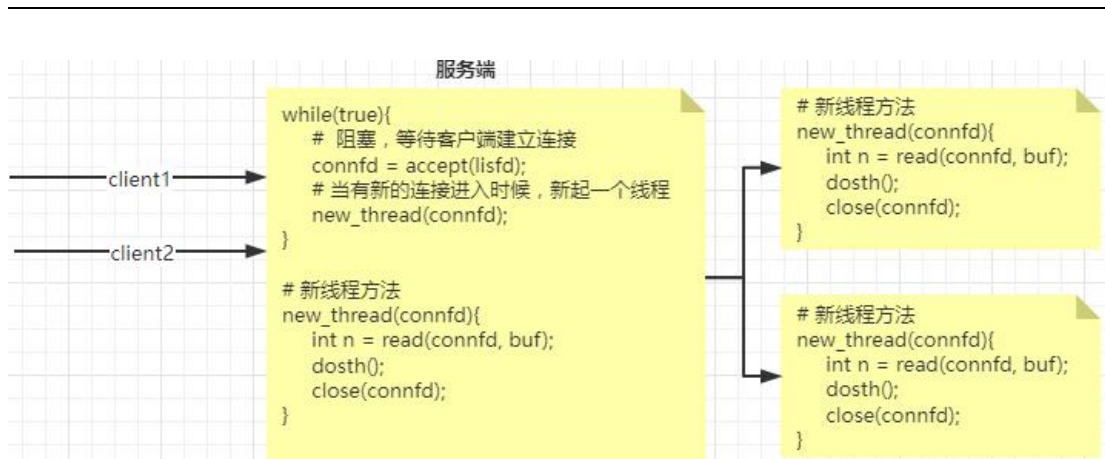 服务端
while(true){
# 阻塞，等待客户端建立连接
connfd = accept(lisfd);
# 当有新的连接进入时候，新起一个线程
new_thread(connfd);
}
# 新线程方法
new_thread(connfd){
int n = read(connfd, buf);
dosth();
close(connfd);
}
client1
client2
# 新线程方法
new_thread(connfd){
int n = read(connfd, buf);
dosth();
close(connfd);
}
# 新线程方法
new_thread(connfd){
int n = read(connfd, buf);
dosth();
close(connfd);
}